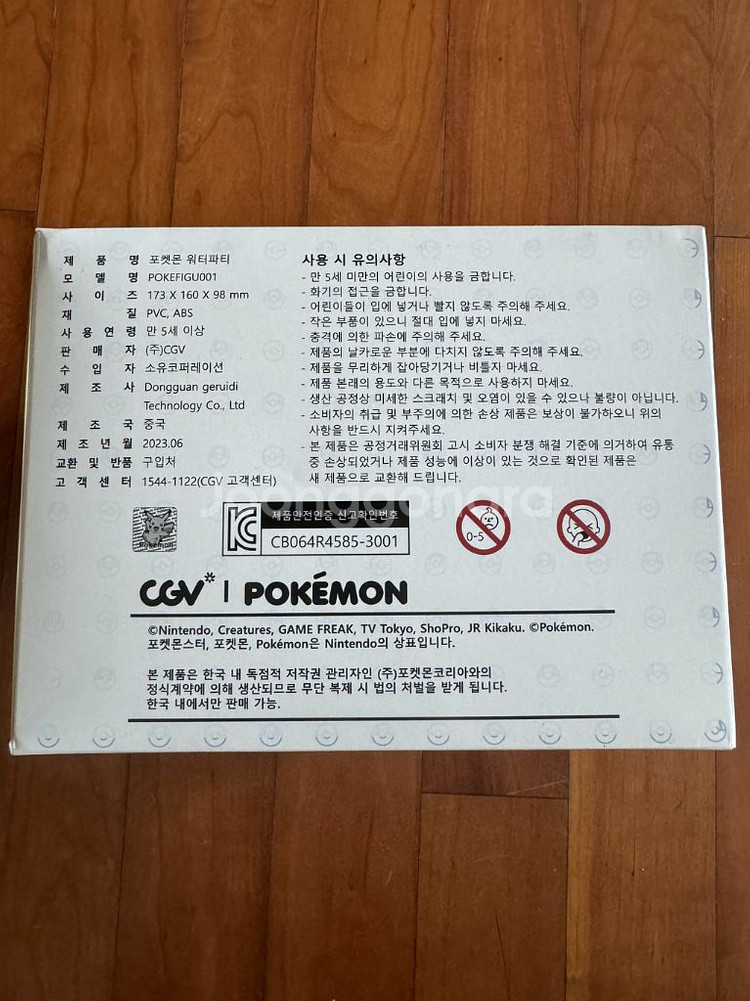 제 품 명 포켓몬 워터파티
모 델 명 POKEFIGU001
사 이 즈 173 X 160 X 98 mm
재 질 PVC, ABS
사 용 연 령 만 5세 이상
판 매 자 (주)CGV
수 입 자 소유코퍼레이션
제 조 사 Dongguan geruidi
Technology Co., Ltd
제 조 국 중국
제 조 년 월 2023.06
교환 및 반품 구입처
고 객 센 터 1544-1122(CGV 고객센터)
사용 시 유의사항
- 만 5세 미만의 어린이의 사용을 금합니다.
- 화기의 접근을 금합니다.
- 어린이들이 입에 넣거나 빨지 않도록 주의해 주세요.
- 작은 부품이 있으니 절대 입에 넣지 마세요.
- 충격에 의한 파손에 주의해 주세요.
- 제품의 날카로운 부분에 다치지 않도록 주의해 주세요.
- 제품을 무리하게 잡아당기거나 비틀지 마세요.
- 제품 본래의 용도와 다른 목적으로 사용하지 마세요.
- 생산 공정상 미세한 스크래치 및 오염이 있을 수 있으나 불량이 아닙니다.
- 소비자의 취급 및 부주의에 의한 손상 제품은 보상이 불가하오니 위의
사항을 반드시 지켜주세요.
- 본 제품은 공정거래위원회 고시 소비자 분쟁 해결 기준에 의거하여 유통
중 손상되었거나 제품 성능에 이상이 있는 것으로 확인된 제품은
새 제품으로 교환해 드립니다.
Joonggonara
Pokémon
제품안전인증 신고확인번호
CB064R4585-3001
0-5
CGV* | POKÉMON
©Nintendo, Creatures, GAME FREAK, TV Tokyo, ShoPro, JR Kikaku. ©Pokémon.
포켓몬스터, 포켓몬, Pokémon은 Nintendo의 상표입니다.
본 제품은 한국 내 독점적 저작권 관리자인 (주)포켓몬코리아와의
정식계약에 의해 생산되므로 무단 복제 시 법의 처벌을 받게 됩니다.
한국 내에서만 판매 가능.